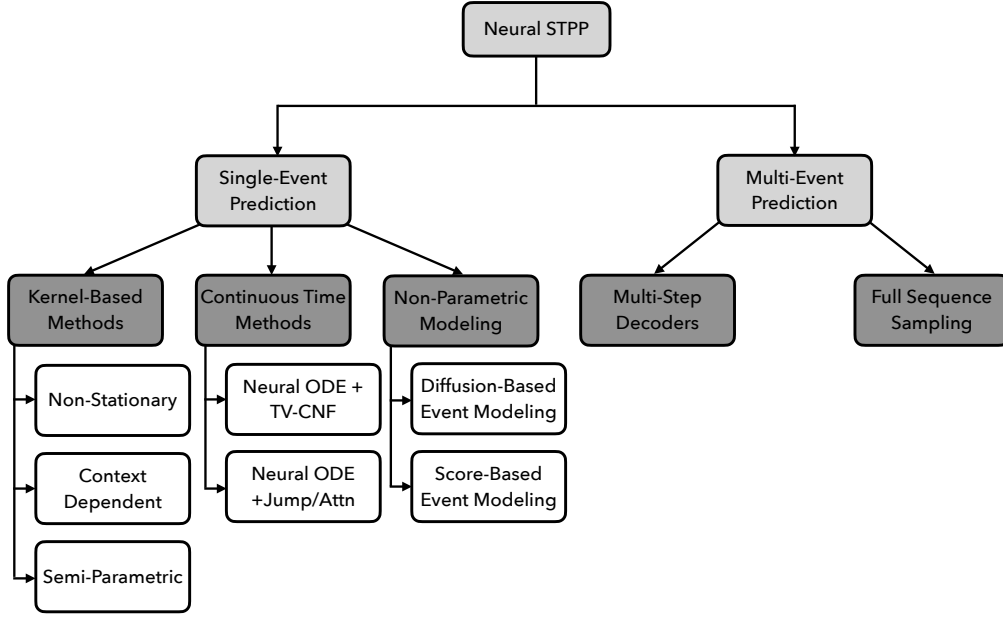 Neural STPP
Single-Event
Prediction
Multi-Event
Prediction
Kernel-Based
Methods
Continuous Time
Methods
Non-Parametric
Modeling
Multi-Step
Decoders
Full Sequence
Sampling
Non-Stationary
Neural ODE +
TV-CNF
Diffusion-Based
Event Modeling
Context
Dependent
Neural ODE
+Jump/Attn
Score-Based
Event Modeling
Semi-Parametric